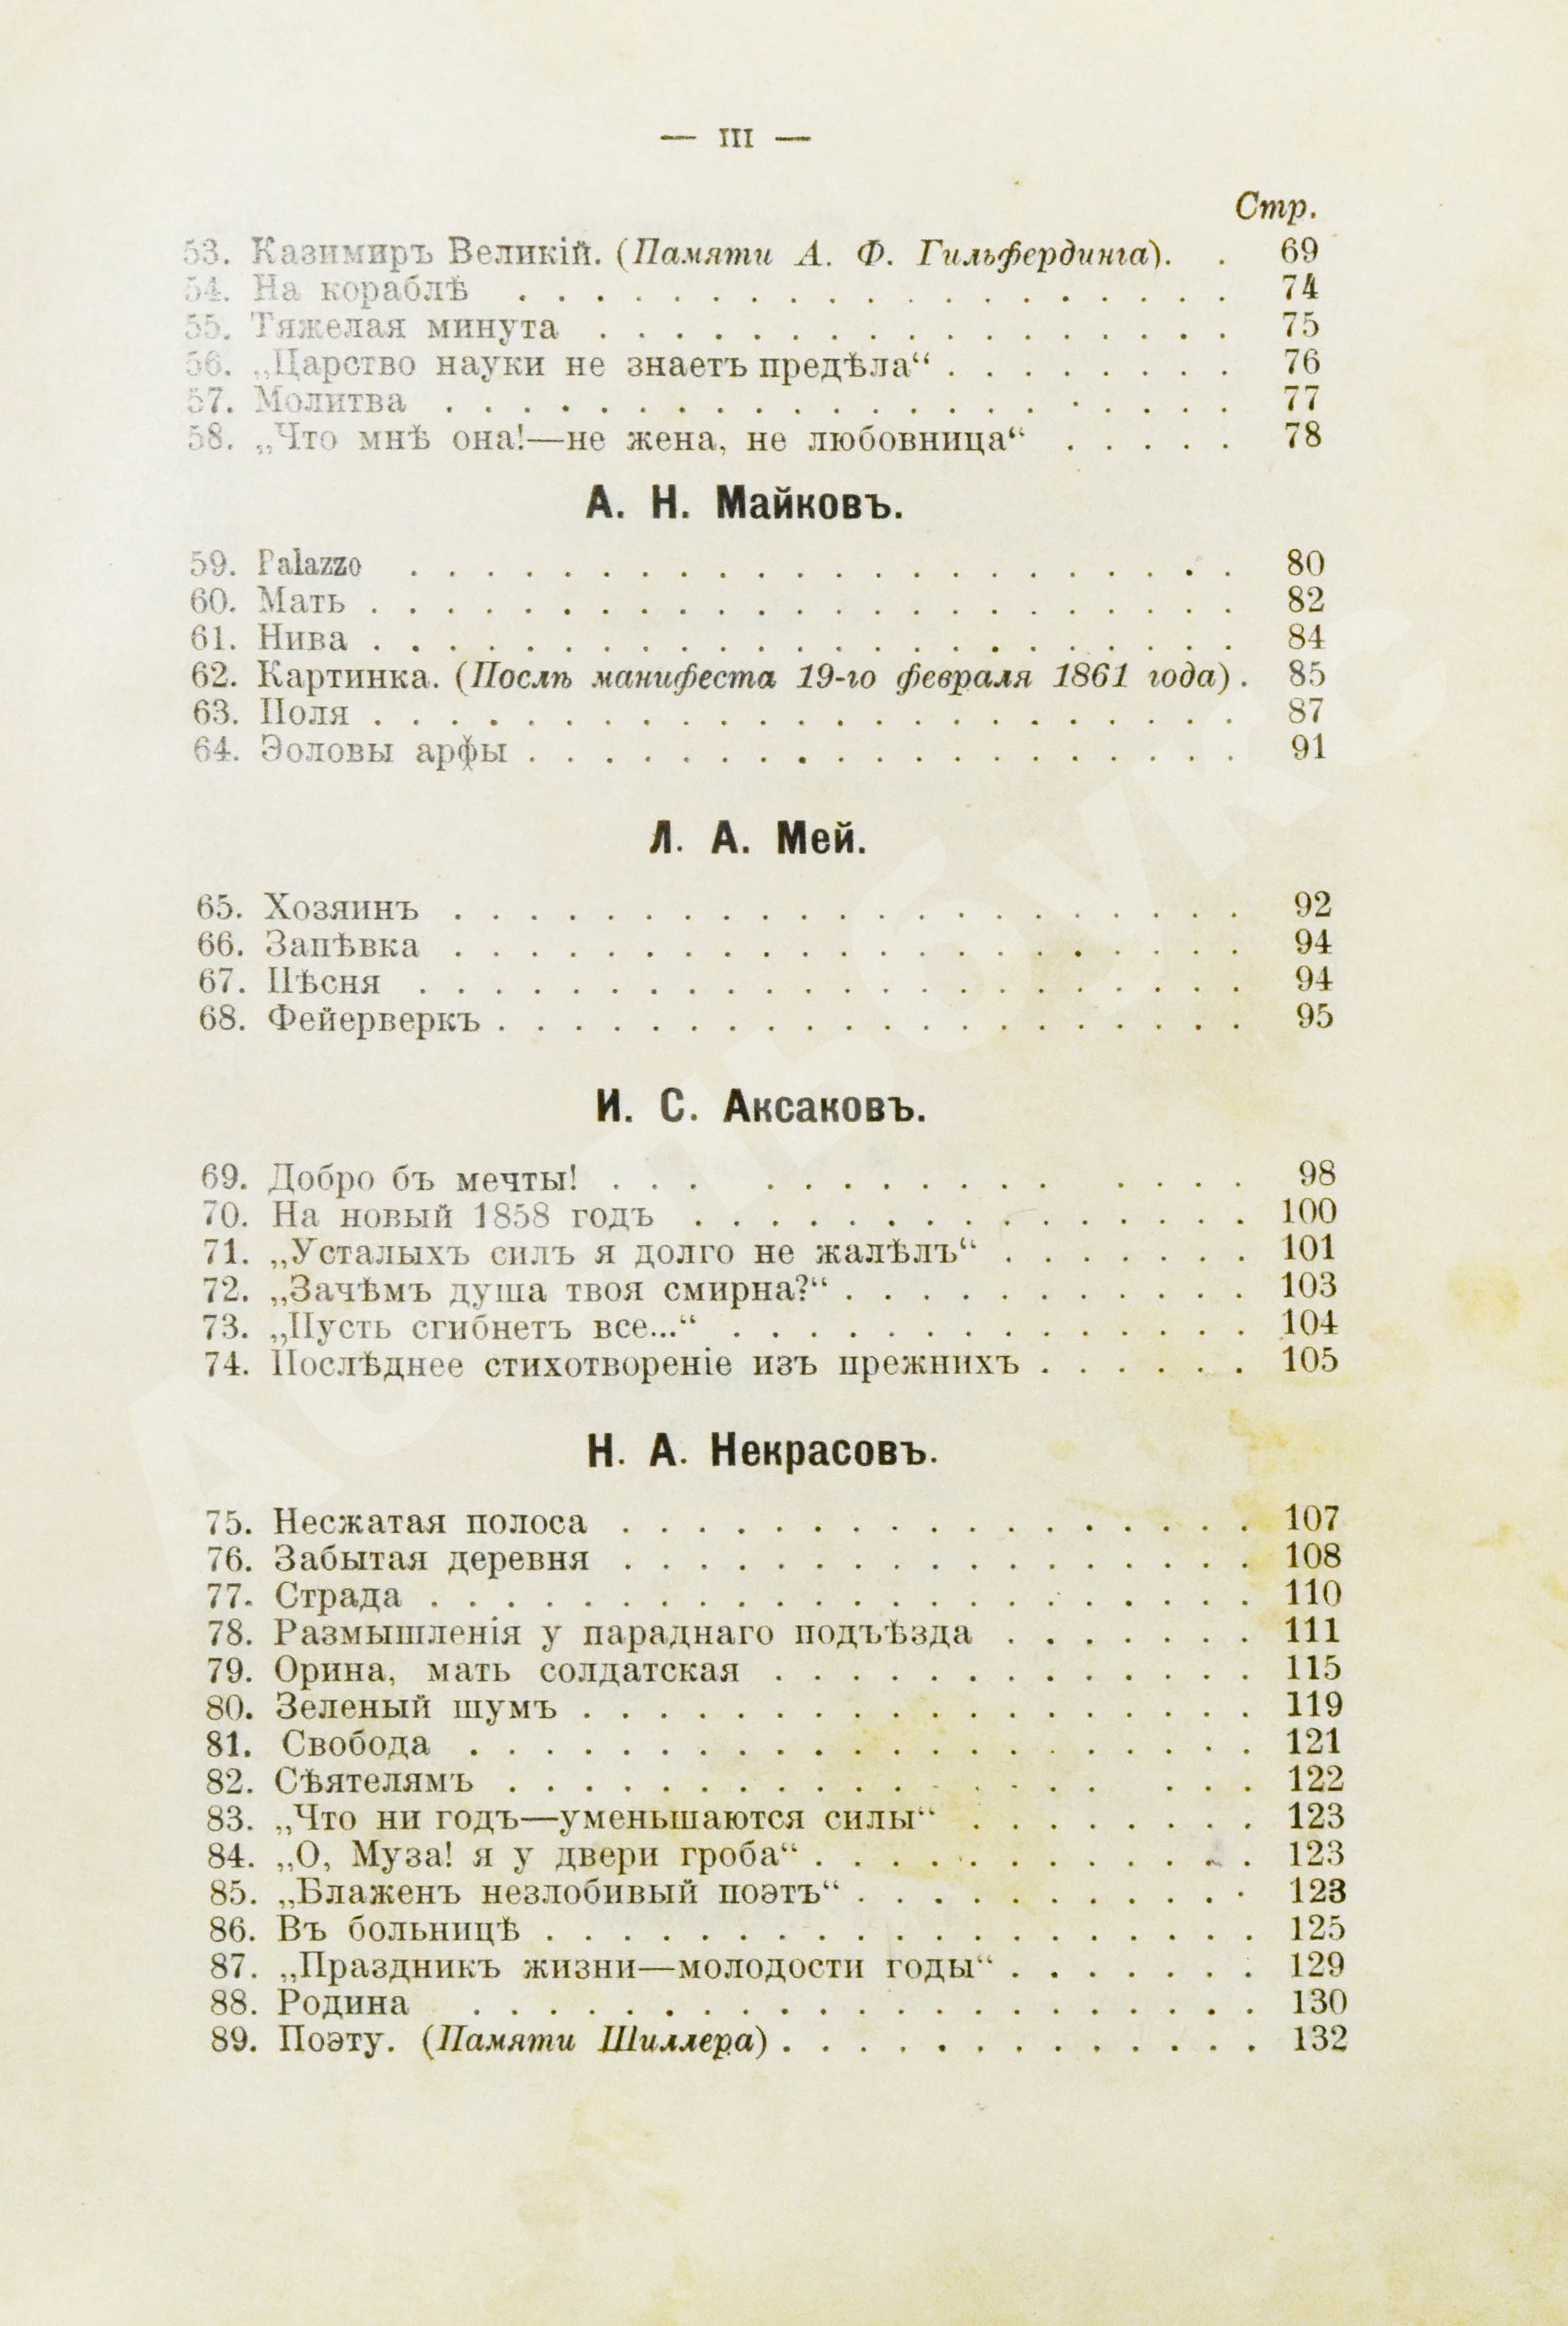 — III —
Стр.
53. Казимиръ Великій. (Памяти А. Ф. Гильфердинга). . 69
54. На кораблѣ . . . . . . . . . . . . . . . . . . . 74
55. Тяжелая минута . . . . . . . . . . . . . . . . . 75
56. „Царство науки не знаетъ предѣла“ . . . . . . . . 76
57. Молитва . . . . . . . . . . . . . . . . . . . . . 77
58. „Что мнѣ она!—не жена, не любовница“ . . . . . 78
А. Н. Майковъ.
59. Palazzo . . . . . . . . . . . . . . . . . . . . . . 80
60. Мать . . . . . . . . . . . . . . . . . . . . . . . 82
61. Нива . . . . . . . . . . . . . . . . . . . . . . . 84
62. Картинка. (Послѣ манифеста 19-го февраля 1861 года). 85
63. Поля . . . . . . . . . . . . . . . . . . . . . . . 87
64. Эоловы арфы . . . . . . . . . . . . . . . . . . . 91
Л. А. Мей.
65. Хозяинъ . . . . . . . . . . . . . . . . . . . . . 92
66. Запѣвка . . . . . . . . . . . . . . . . . . . . . 94
67. Пѣсня . . . . . . . . . . . . . . . . . . . . . . 94
68. Фейерверкъ . . . . . . . . . . . . . . . . . . . . 95
И. С. Аксаковъ.
69. Добро бъ мечты! . . . . . . . . . . . . . . . 98
70. На новый 1858 годъ . . . . . . . . . . . . . . . 100
71. „Усталыхъ силъ я долго не жалѣлъ“ . . . . . . . 101
72. „Зачѣмъ душа твоя смирна?“ . . . . . . . . . . . 103
73. „Пусть сгибнетъ все...“ . . . . . . . . . . . . . . 104
74. Послѣднее стихотвореніе изъ прежнихъ . . . . . . 105
Н. А. Некрасовъ.
75. Несжатая полоса . . . . . . . . . . . . . . . . . 107
76. Забытая деревня . . . . . . . . . . . . . . . . . 108
77. Страда . . . . . . . . . . . . . . . . . . . . . . 110
78. Размышленія у параднаго подъѣзда . . . . . . . 111
79. Орина, мать солдатская . . . . . . . . . . . . . 115
80. Зеленый шумъ . . . . . . . . . . . . . . . . . . 119
81. Свобода . . . . . . . . . . . . . . . . . . . . . 121
82. Сѣятелямъ . . . . . . . . . . . . . . . . . . . 122
83. „Что ни годъ—уменьшаются силы“ . . . . . . . . 123
84. „О, Муза! я у двери гроба“ . . . . . . . . . . . . 123
85. „Блаженъ незлобивый поэтъ“ . . . . . . . . . . . 123
86. Въ больницѣ . . . . . . . . . . . . . . . . . . . 125
87. „Праздникъ жизни—молодости годы“ . . . . . . . 129
88. Родина . . . . . . . . . . . . . . . . . . . . . 130
89. Поэту. (Памяти Шиллера) . . . . . . . . . . . . . 132